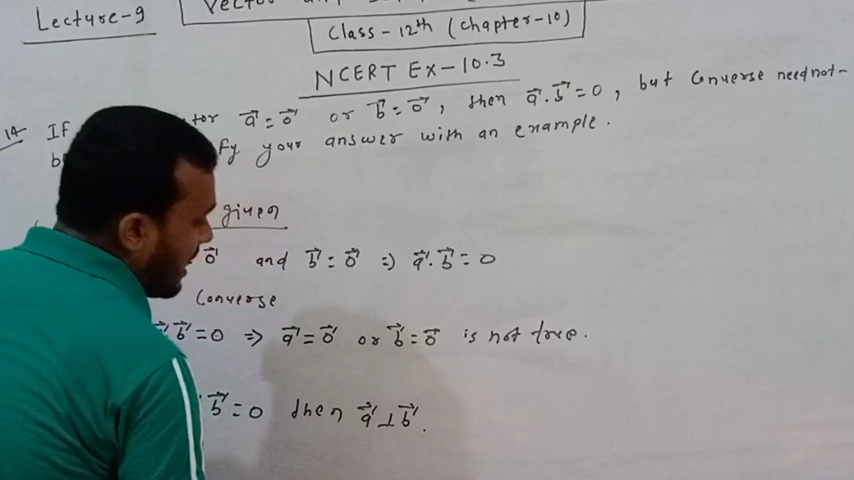 Lecture-9
Vector
Class-12th (Chapter-10)
NCERT Ex-10.3
14 If a⃗=0⃗ or b⃗=0⃗, then a⃗.b⃗=0, but Converse need not-
your answer with an example.
given
0⃗ and b⃗=0⃗ => a⃗.b⃗=0
Converse
b⃗=0 => a⃗=0⃗ or b⃗=0⃗ is not true.
b⃗=0 then a⃗⊥b⃗.